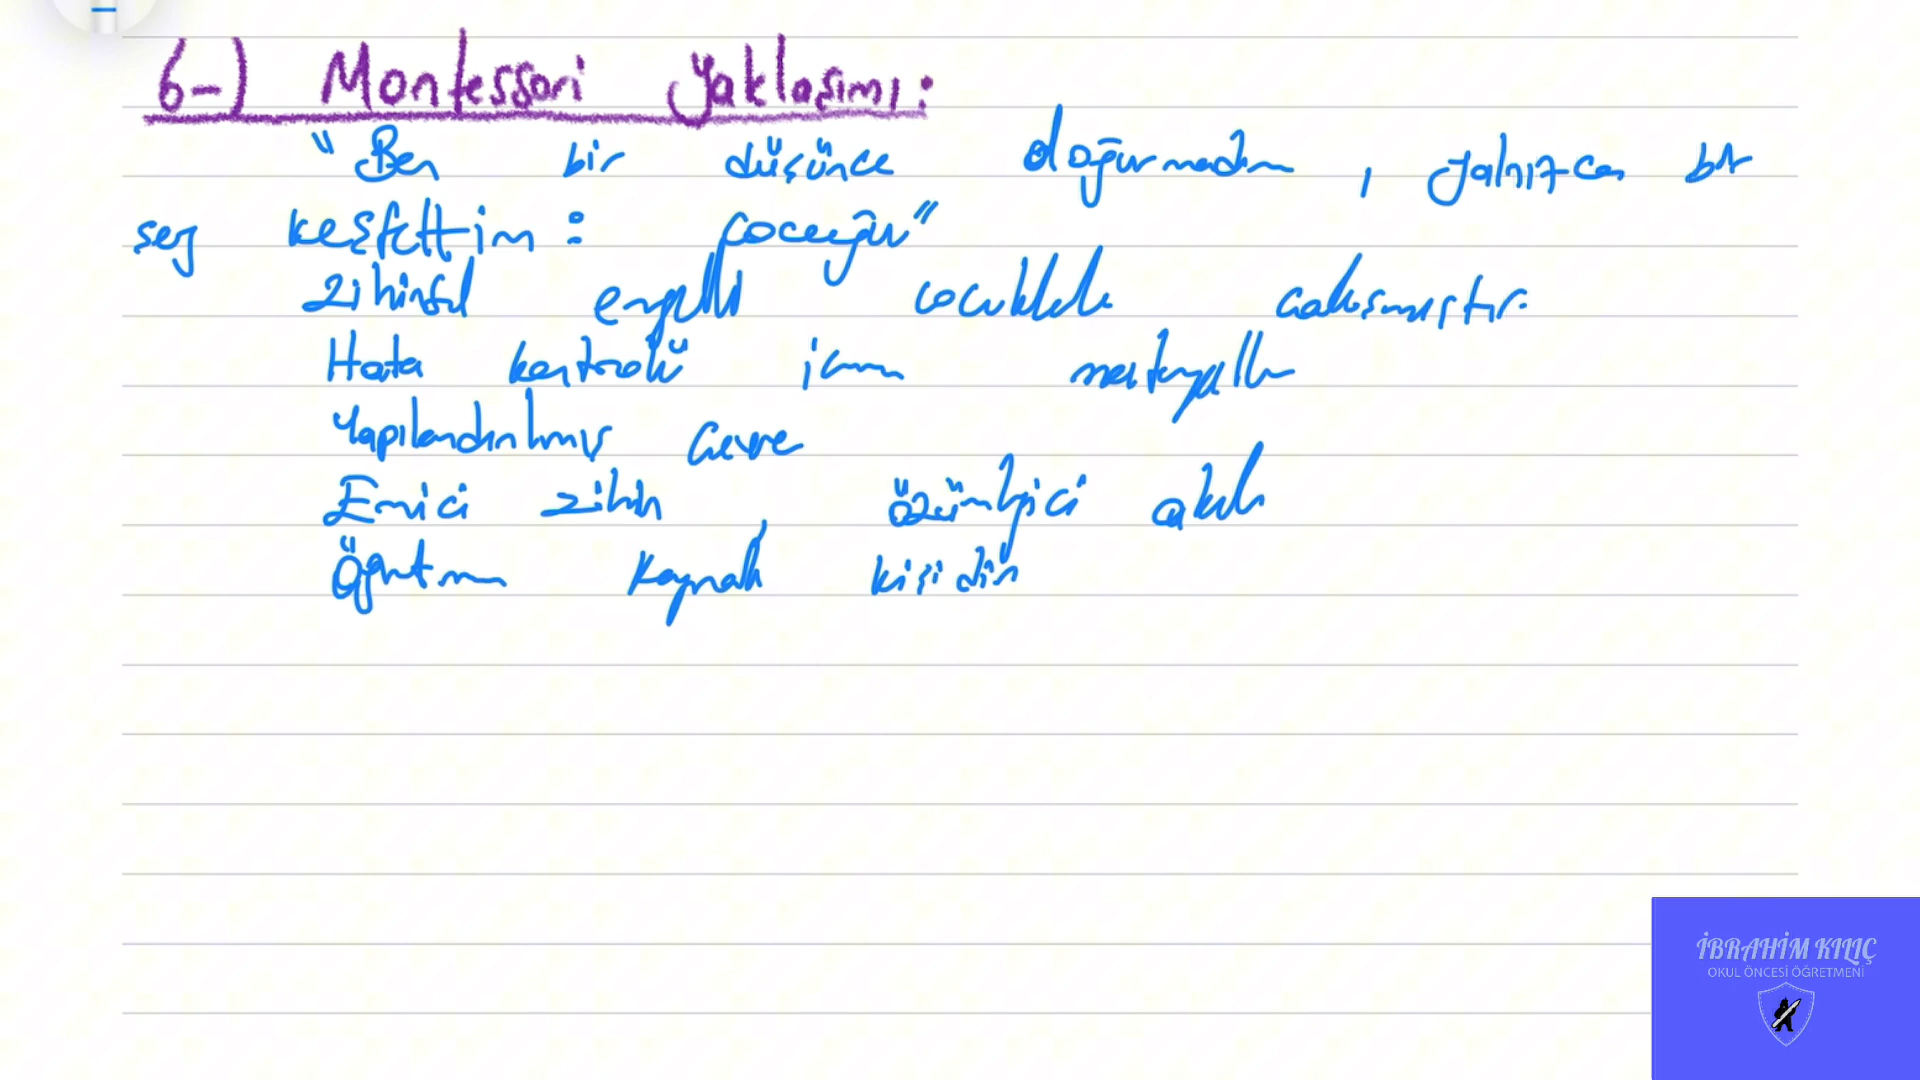 6-) Montessori Yaklaşımı:
"Ben bir düşünce doğurmadım, yalnızca bir
şey keşfettim: çocuğu"
Zihinsel engelli çocuklarla çalışmıştır.
Hata kontrolü içeren materyaller
Yapılandırılmış Çevre
Emici zihin, özümleyici akıl
Öğretmen kaynak kişidir
İBRAHİM KILIÇ
OKUL ÖNCESİ ÖĞRETMENİ